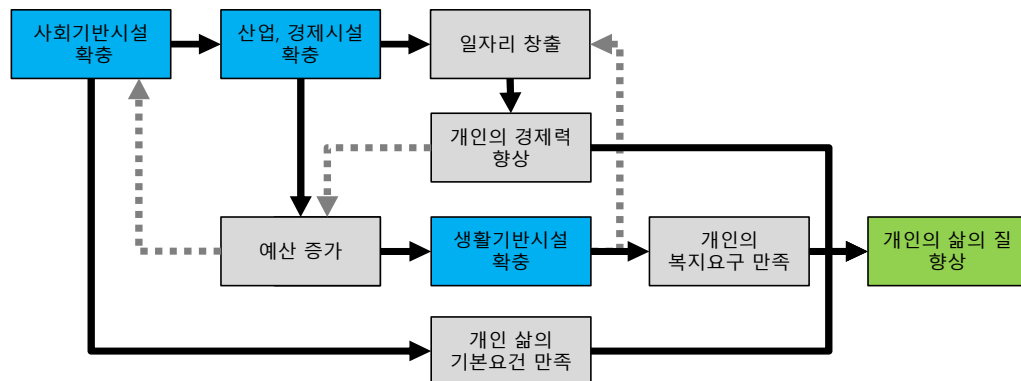 사회기반시설
확충
산업, 경제시설
확충
일자리 창출
개인의 경제력
향상
예산 증가
생활기반시설
확충
개인의
복지요구 만족
개인의 삶의 질
향상
개인 삶의
기본요건 만족